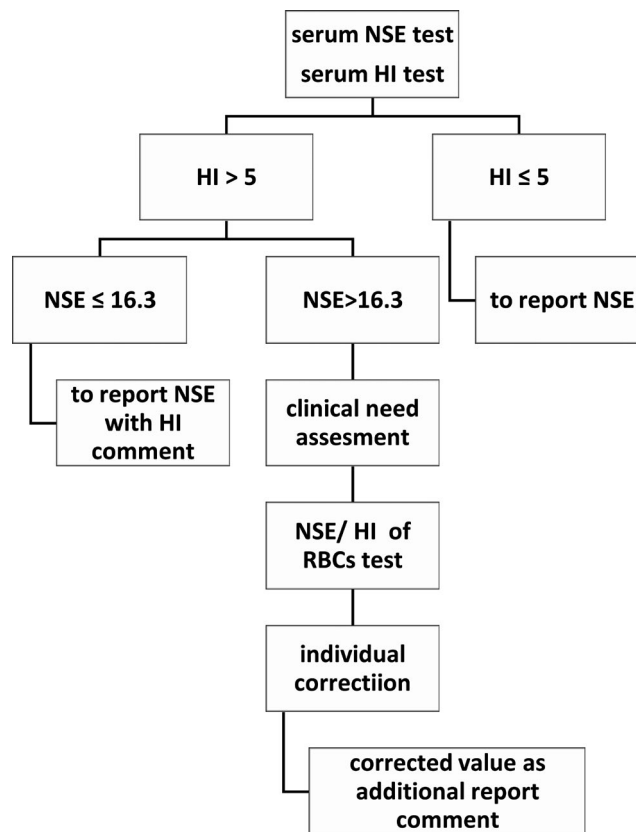 serum NSE test
serum HI test
HI > 5
HI ≤ 5
NSE ≤ 16.3
NSE>16.3
to report NSE
to report NSE
with HI
comment
clinical need
assesment
NSE/ HI of
RBCs test
individual
correctiion
corrected value as
additional report
comment